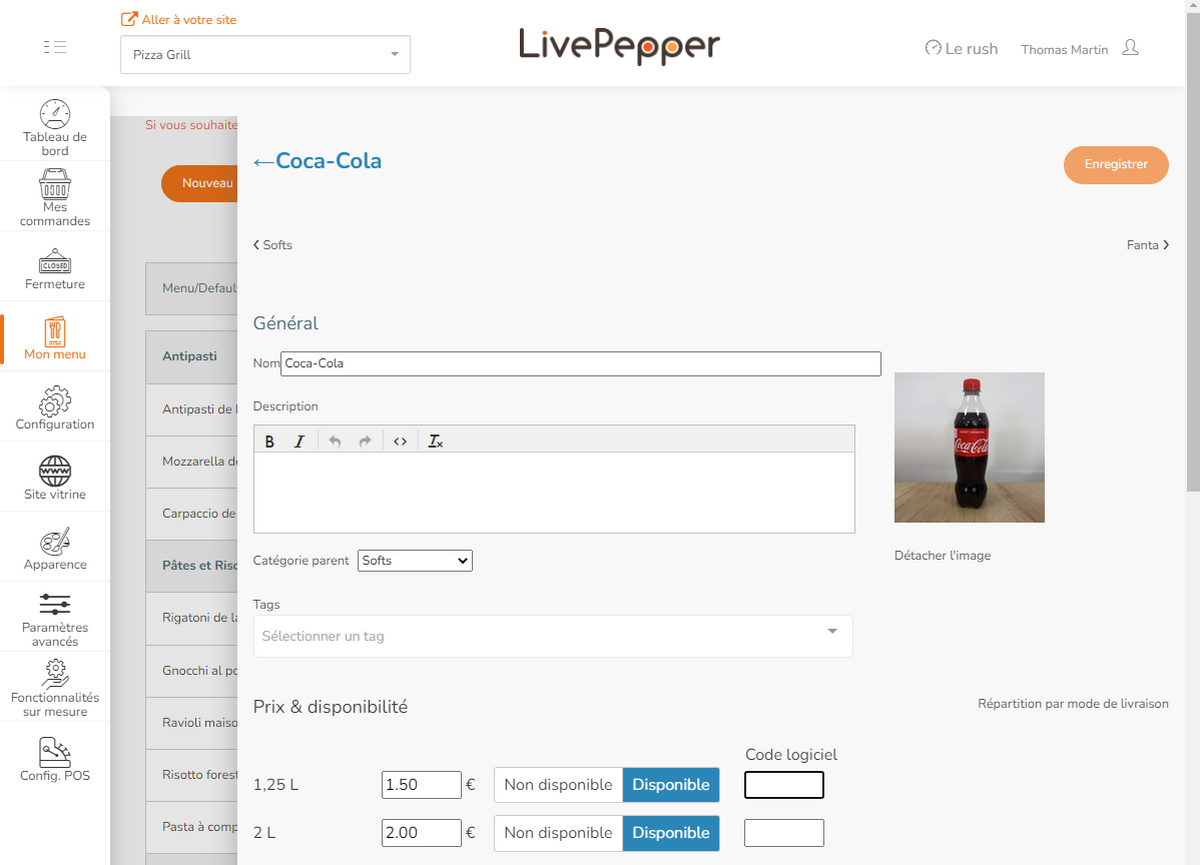 Aller à votre site
Pizza Grill
LivePepper
Le rush
Thomas Martin
Tableau de
bord
Mes
commandes
CLOSED
Fermeture
Mon menu
Configuration
WWW
Site vitrine
Apparence
Paramètres
avancés
Fonctionnalités
sur mesure
Config. POS
Si vous souhaite
Nouveau
Menu/Defaul
Antipasti
Antipasti de
Mozzarella de
Carpaccio de
Pâtes et Riso
Rigatoni de la
Gnocchi al po
Ravioli maiso
Risotto forest
Pasta à comp
←Coca-Cola
Enregistrer
Softs
Fanta
Général
Nom Coca-Cola
Description
B I <> Tx
Coca-Cola
Détacher l'image
Catégorie parent Softs
Tags
Sélectionner un tag
Prix & disponibilité
Répartition par mode de livraison
Code logiciel
1,25 L 1.50 € Non disponible Disponible
2 L 2.00 € Non disponible Disponible